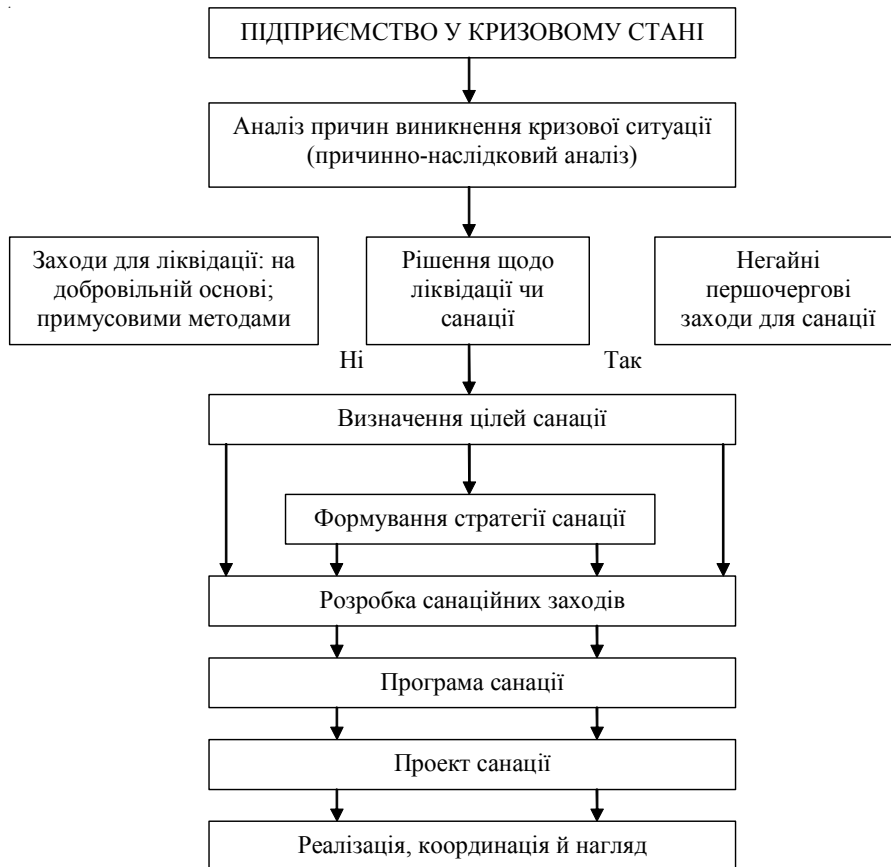 ПІДПРИЄМСТВО У КРИЗОВОМУ СТАНІ
Аналіз причин виникнення кризової ситуації
(причинно-наслідковий аналіз)
Заходи для ліквідації: на
добровільній основі;
примусовими методами
Рішення щодо
ліквідації чи
санації
Негайні
першочергові
заходи для санації
Ні
Так
Визначення цілей санації
Формування стратегії санації
Розробка санаційних заходів
Програма санації
Проект санації
Реалізація, координація й нагляд